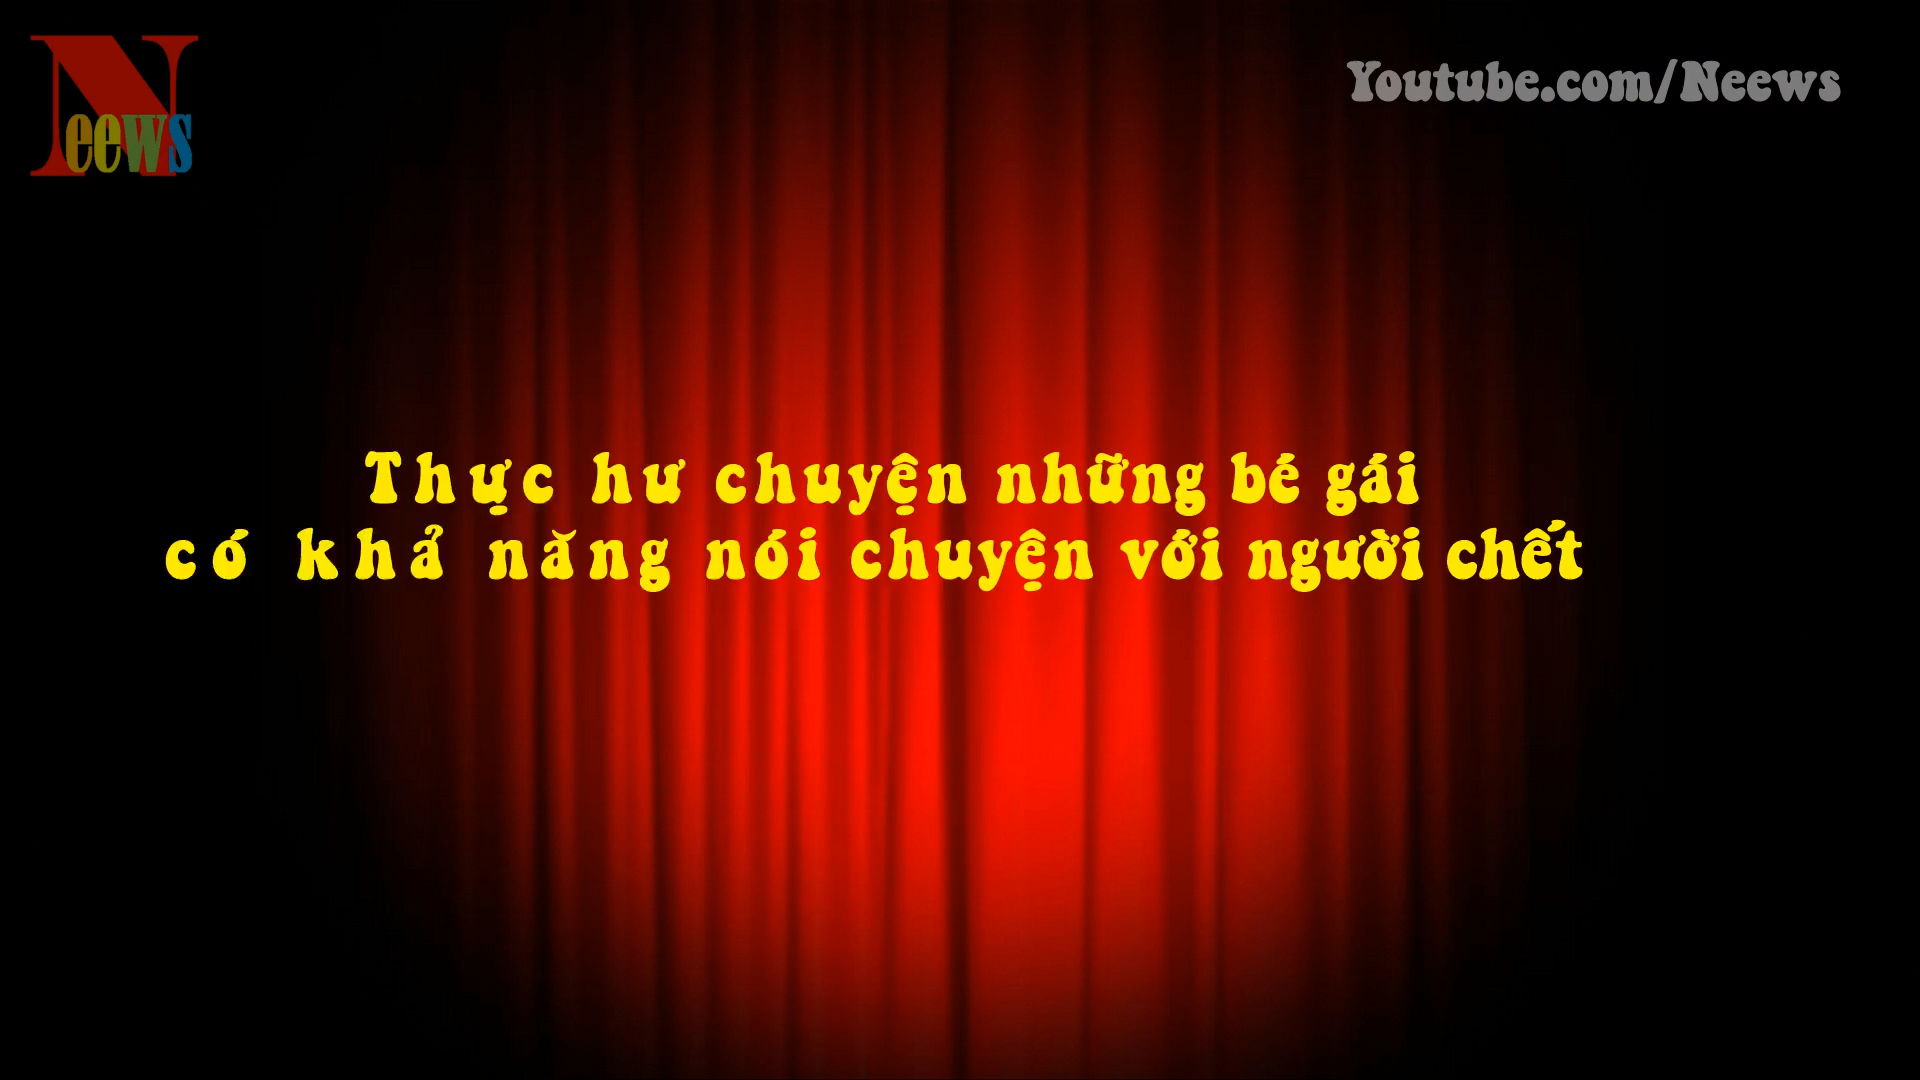 Neews
Youtube.com/Neews
Thực hư chuyện những bé gái
có khả năng nói chuyện với người chết